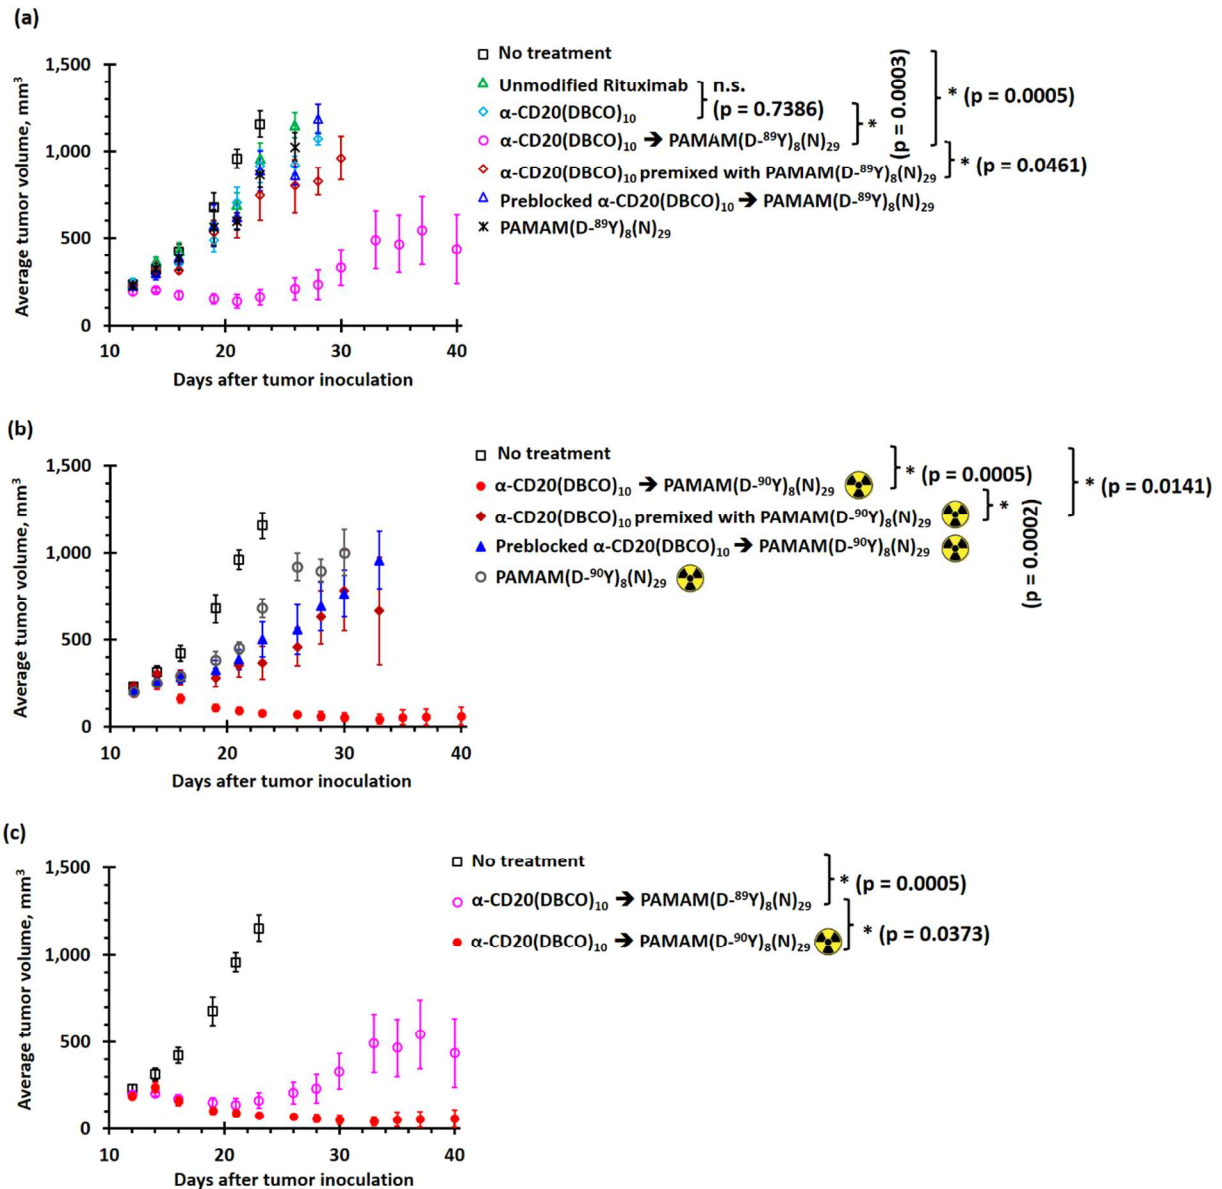 (a)
No treatment
Unmodified Rituximab
n.s.
α-CD20(DBCO)₁₀
(p = 0.7386)
α-CD20(DBCO)₁₀ ➔ PAMAM(D-⁸⁹Y)₈(N)₂₉
*
(p = 0.0003)
* (p = 0.0005)
α-CD20(DBCO)₁₀ premixed with PAMAM(D-⁸⁹Y)₈(N)₂₉
* (p = 0.0461)
Preblocked α-CD20(DBCO)₁₀ ➔ PAMAM(D-⁸⁹Y)₈(N)₂₉
PAMAM(D-⁸⁹Y)₈(N)₂₉
Average tumor volume, mm³
1,500
1,000
500
0
10 20 30 40
Days after tumor inoculation
(b)
No treatment
α-CD20(DBCO)₁₀ ➔ PAMAM(D-⁹⁰Y)₈(N)₂₉
* (p = 0.0005)
* (p = 0.0141)
α-CD20(DBCO)₁₀ premixed with PAMAM(D-⁹⁰Y)₈(N)₂₉
*
(p = 0.0002)
Preblocked α-CD20(DBCO)₁₀ ➔ PAMAM(D-⁹⁰Y)₈(N)₂₉
PAMAM(D-⁹⁰Y)₈(N)₂₉
Average tumor volume, mm³
1,500
1,000
500
0
10 20 30 40
Days after tumor inoculation
(c)
No treatment
* (p = 0.0005)
α-CD20(DBCO)₁₀ ➔ PAMAM(D-⁸⁹Y)₈(N)₂₉
* (p = 0.0373)
α-CD20(DBCO)₁₀ ➔ PAMAM(D-⁹⁰Y)₈(N)₂₉
Average tumor volume, mm³
1,500
1,000
500
0
10 20 30 40
Days after tumor inoculation